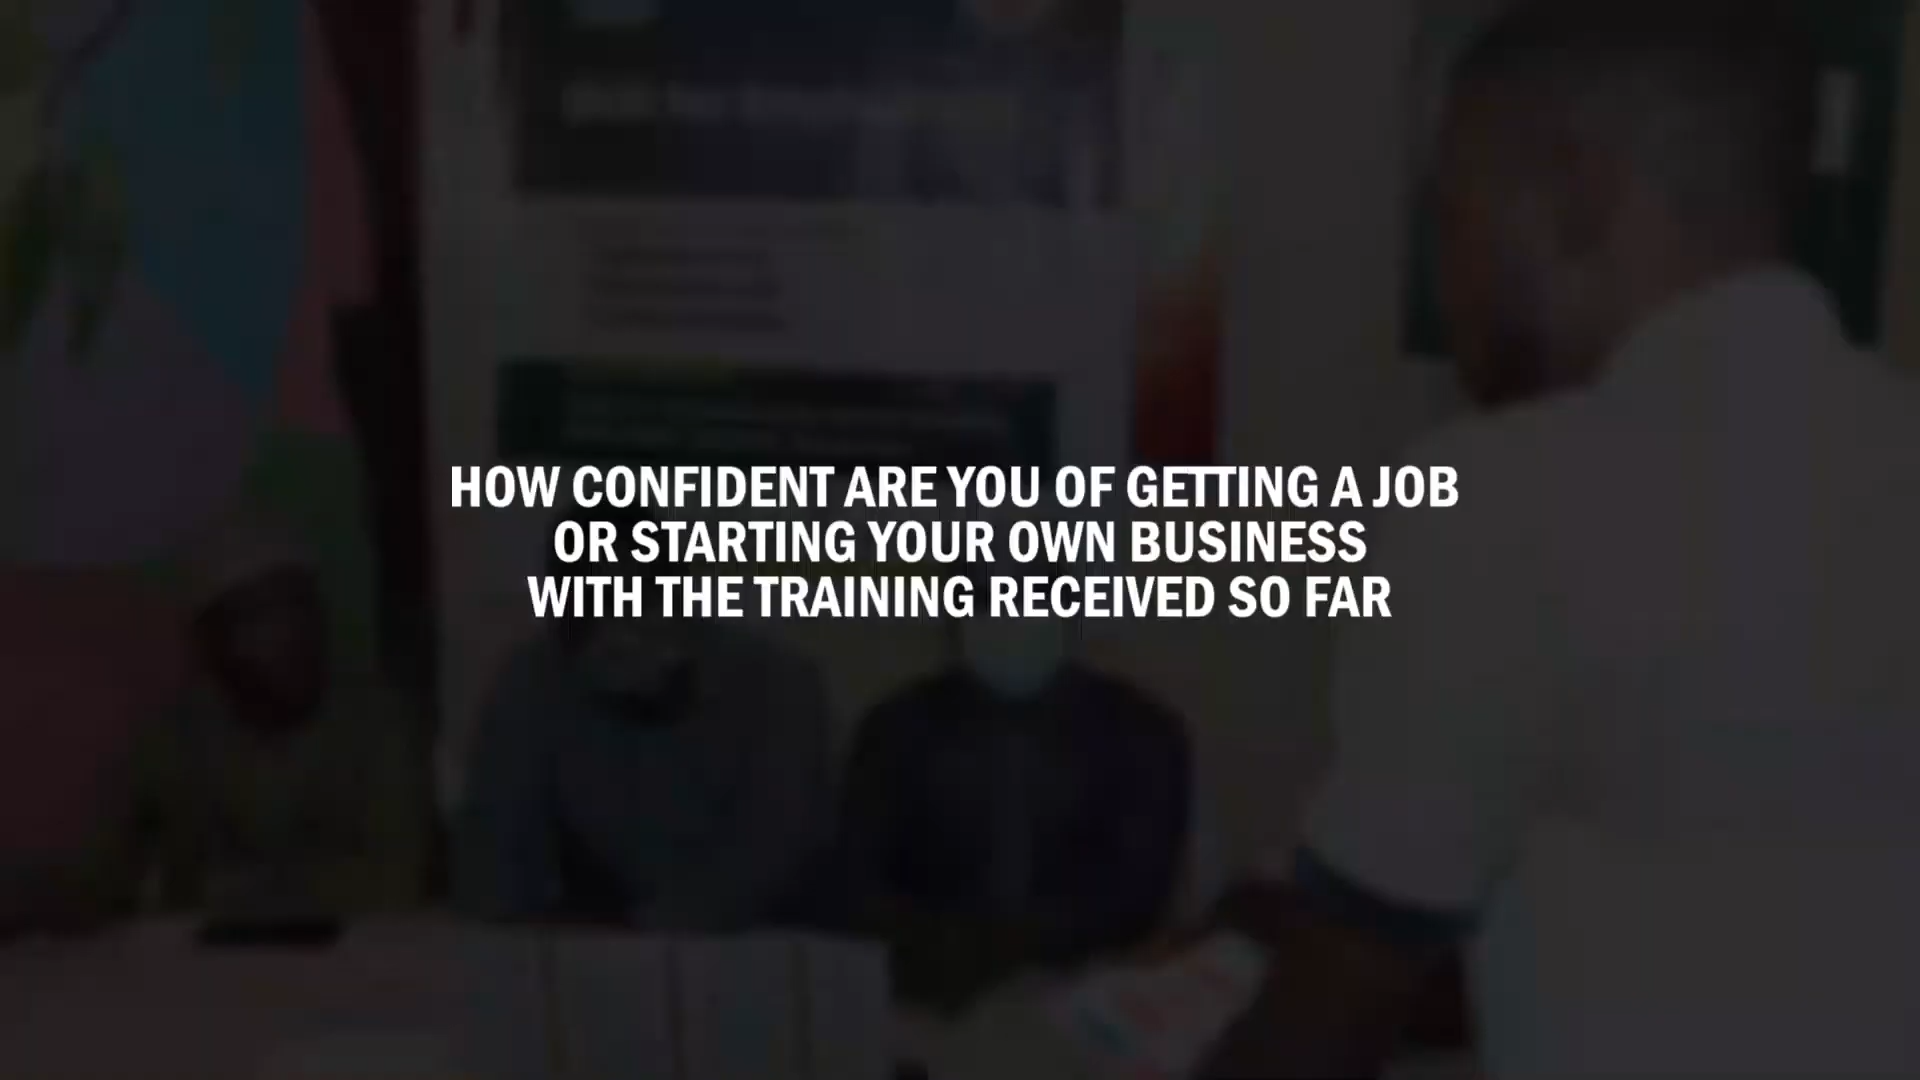 HOW CONFIDENT ARE YOU OF GETTING A JOB
OR STARTING YOUR OWN BUSINESS
WITH THE TRAINING RECEIVED SO FAR